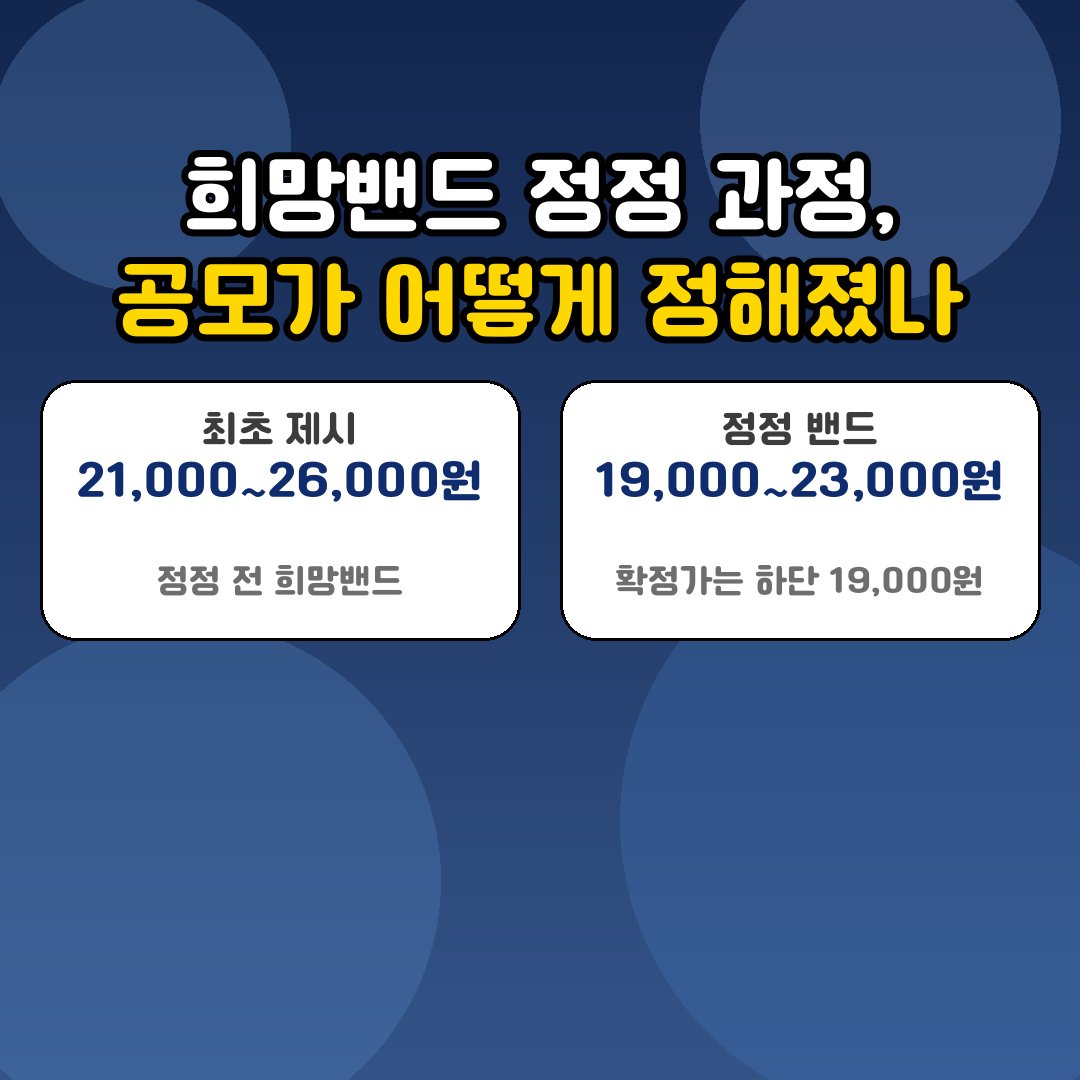 희망밴드 정정 과정,
공모가 어떻게 정해졌나
최초 제시
21,000~26,000원
정정 전 희망밴드
정정 밴드
19,000~23,000원
확정가는 하단 19,000원